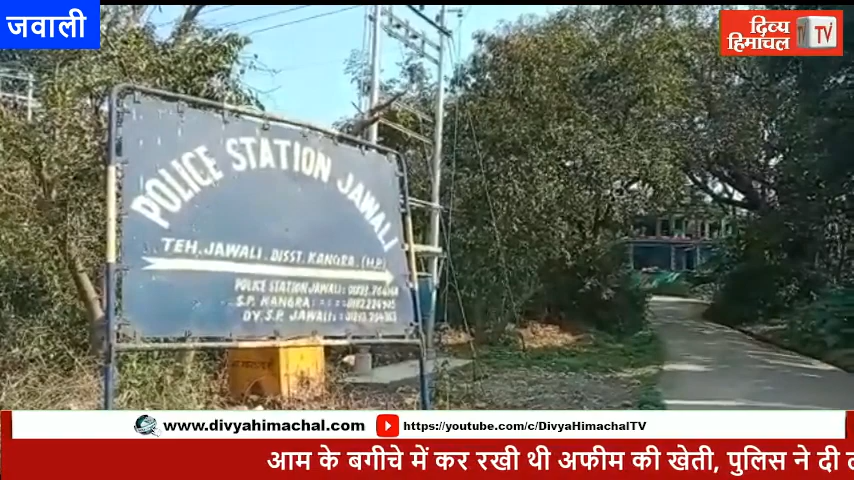 जवाली
दिव्य
हिमाचल TV
POLICE STATION JAWALI
TEH. JAWALI. DISST. KANGRA. (H.P.)
POLICE STATION JAWALI:
S.P. KANGRA:
DY. S.P. JAWALI:
www.divyahimachal.com
https://youtube.com/c/DivyaHimachalTV
आम के बगीचे में कर रखी थी अफीम की खेती, पुलिस ने दी